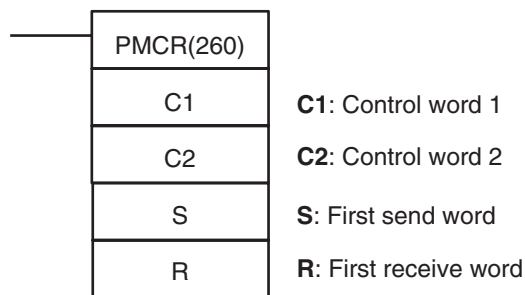 PMCR(260)
C1 C1: Control word 1
C2 C2: Control word 2
S S: First send word
R R: First receive word